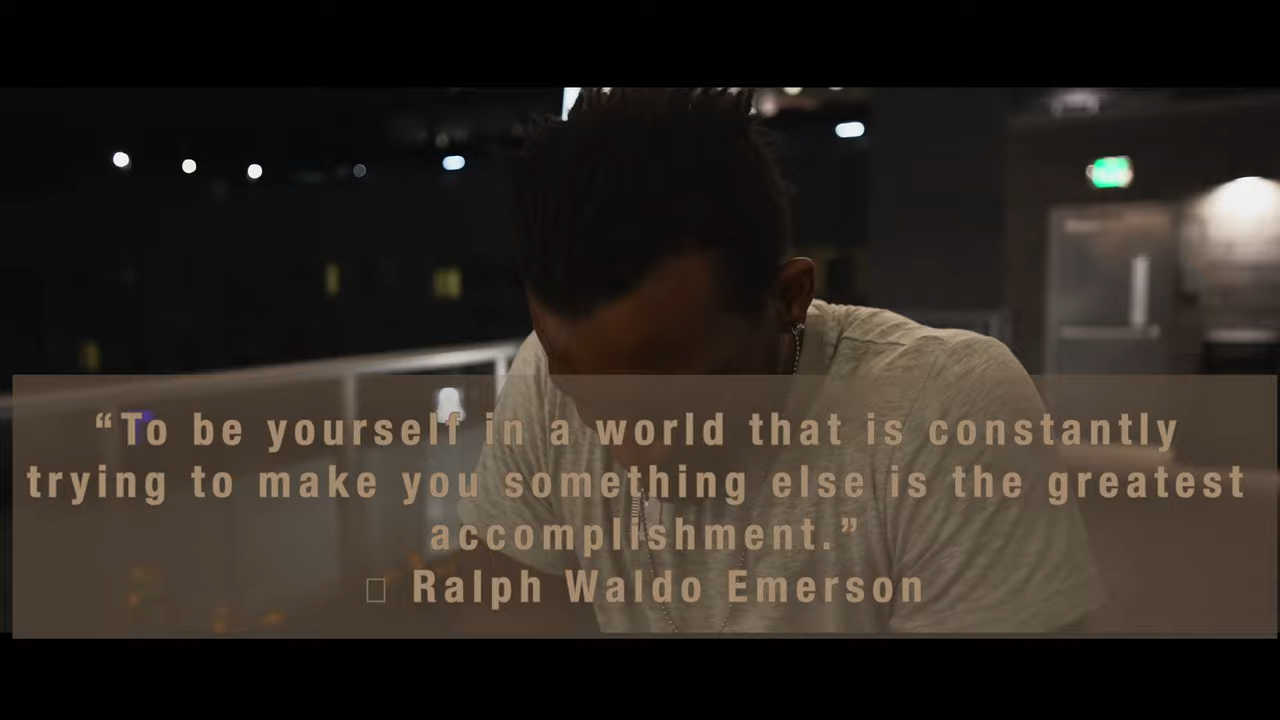 “To be yourself in a world that is constantly
trying to make you something else is the greatest
accomplishment.”
□ Ralph Waldo Emerson